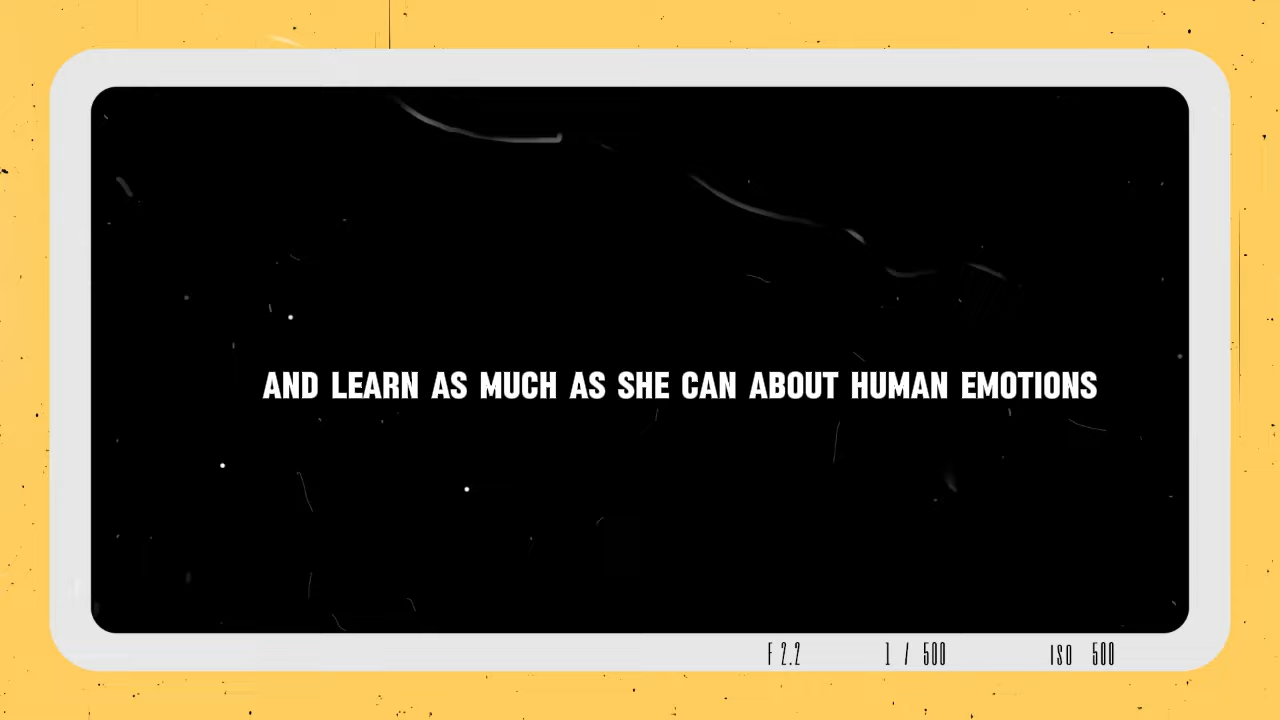 AND LEARN AS MUCH AS SHE CAN ABOUT HUMAN EMOTIONS
F 2.2 1 / 500 ISO 500